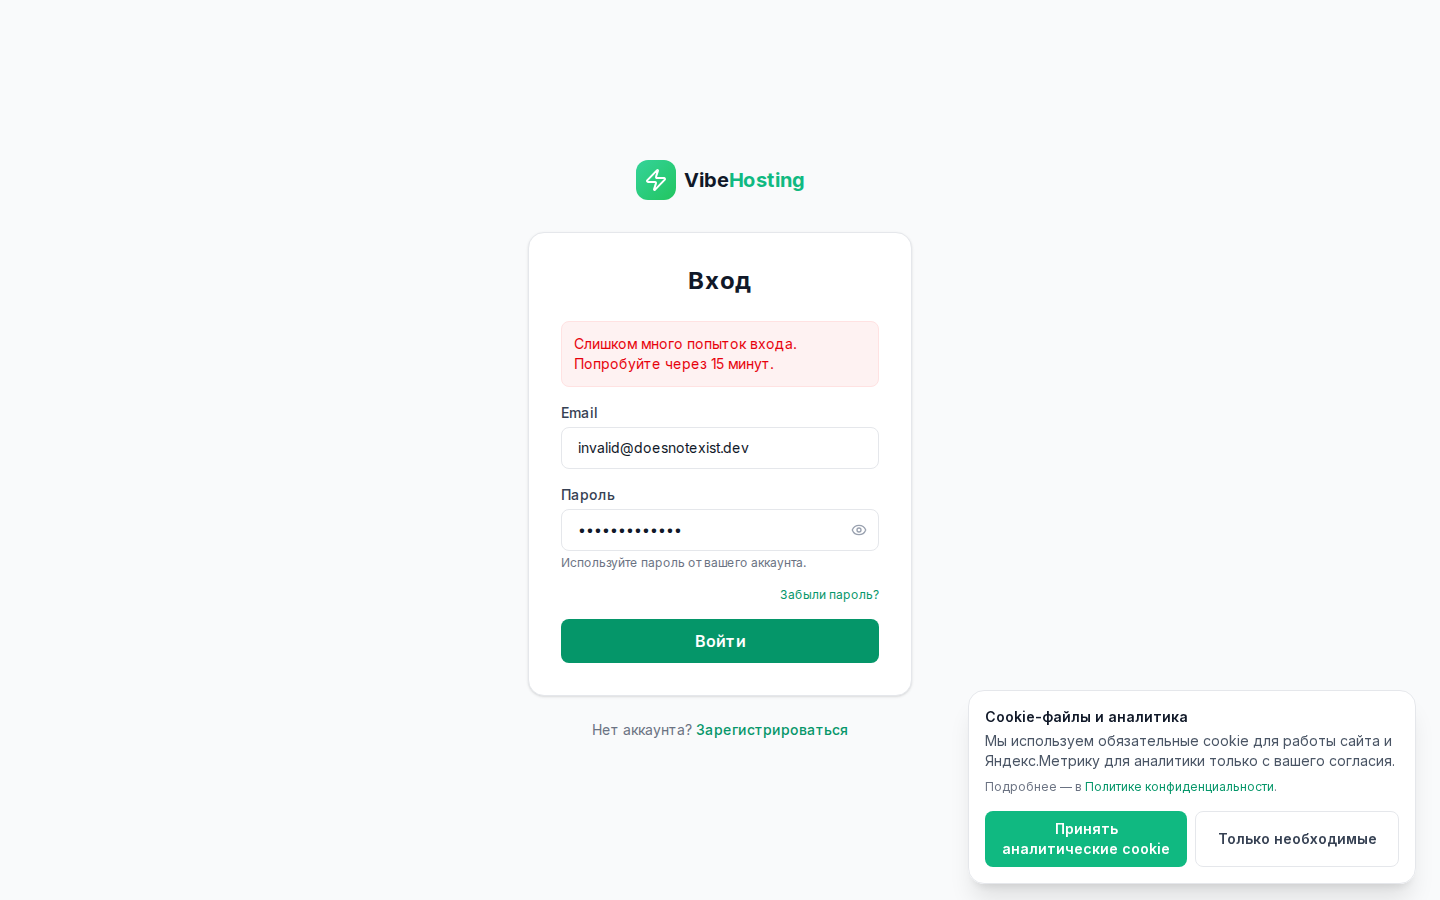 VibeHosting
Вход
Слишком много попыток входа.
Попробуйте через 15 минут.
Email
invalid@doesnotexist.dev
Пароль
•••••••••••••
Используйте пароль от вашего аккаунта.
Забыли пароль?
Войти
Нет аккаунта? Зарегистрироваться
Cookie-файлы и аналитика
Мы используем обязательные cookie для работы сайта и
Яндекс.Метрику для аналитики только с вашего согласия.
Подробнее — в Политике конфиденциальности.
Принять
аналитические cookie
Только необходимые